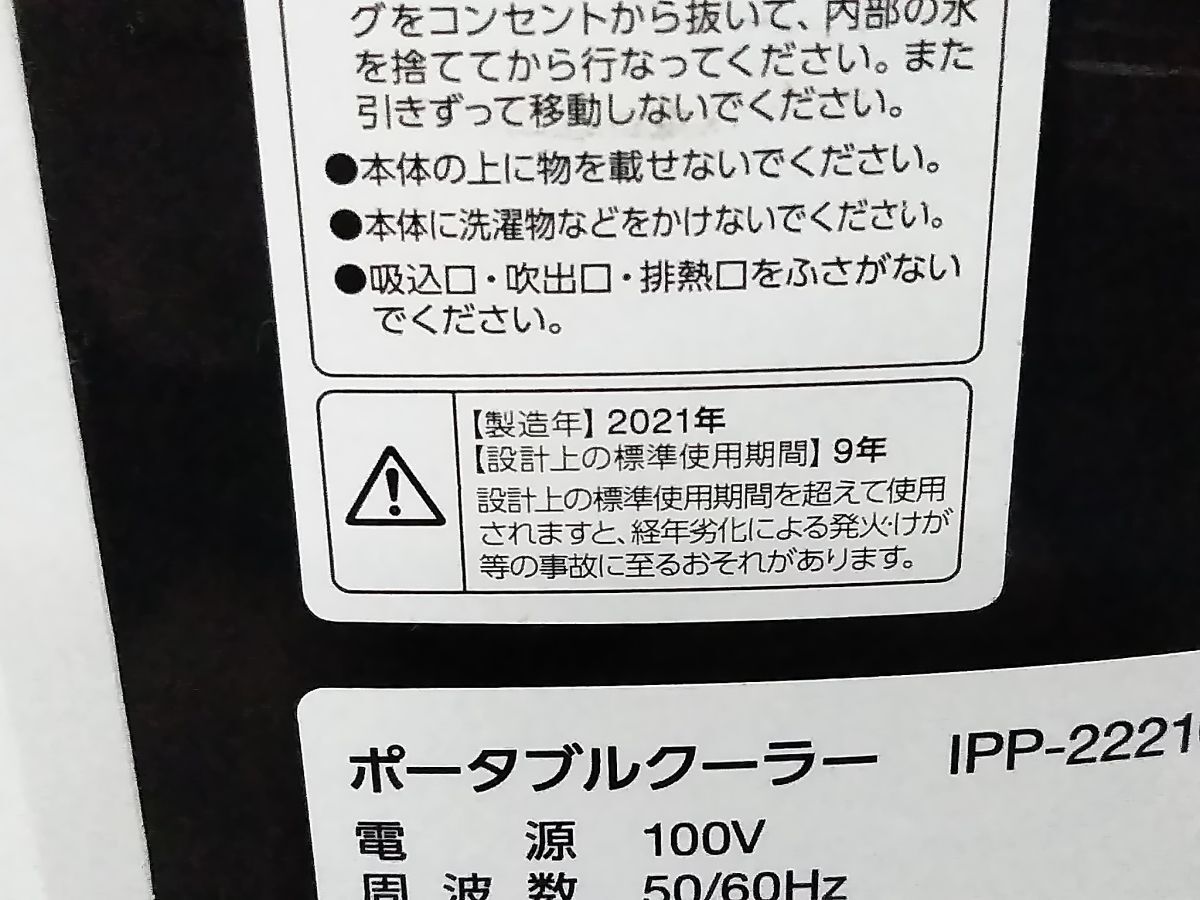 グをコンセントから抜いて、内部の水
を捨ててから行なってください。また
引きずって移動しないでください。
●本体の上に物を載せないでください。
●本体に洗濯物などをかけないでください。
●吸込口・吹出口・排熱口をふさがない
でください。
【製造年】2021年
【設計上の標準使用期間】9年
設計上の標準使用期間を超えて使用
されますと、経年劣化による発火・けが
等の事故に至るおそれがあります。
ポータブルクーラー IPP-2221
電源 100V
周波数 50/60Hz